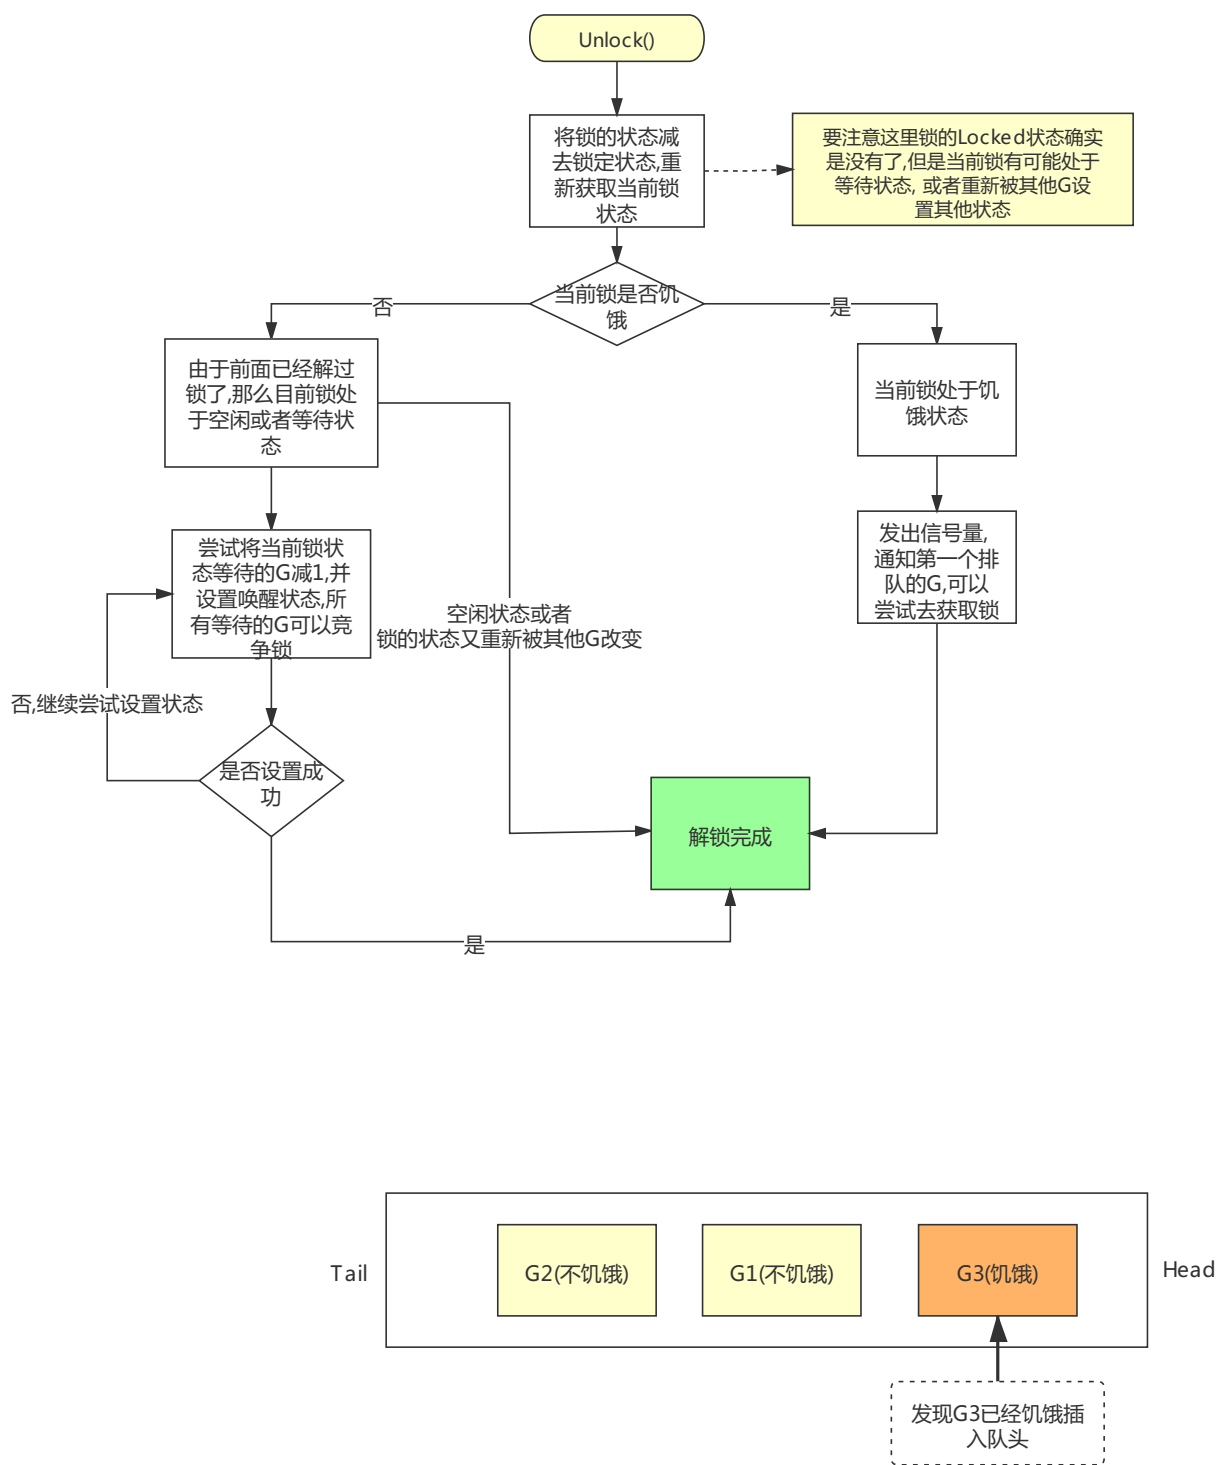 Unlock()
将锁的状态减
去锁定状态,重
新获取当前锁
状态
要注意这里锁的Locked状态确实
是没有了,但是当前锁有可能处于
等待状态, 或者重新被其他G设
置其他状态
当前锁是否饥
饿
否
是
由于前面已经解过
锁了,那么目前锁处
于空闲或者等待状
态
当前锁处于饥
饿状态
尝试将当前锁状
态等待的G减1,并
设置唤醒状态,所
有等待的G可以竞
争锁
发出信号量,
通知第一个排
队的G,可以
尝试去获取锁
空闲状态或者
锁的状态又重新被其他G改变
否,继续尝试设置状态
是否设置成
功
解锁完成
是
Tail
G2(不饥饿)
G1(不饥饿)
G3(饥饿)
Head
发现G3已经饥饿插
入队头